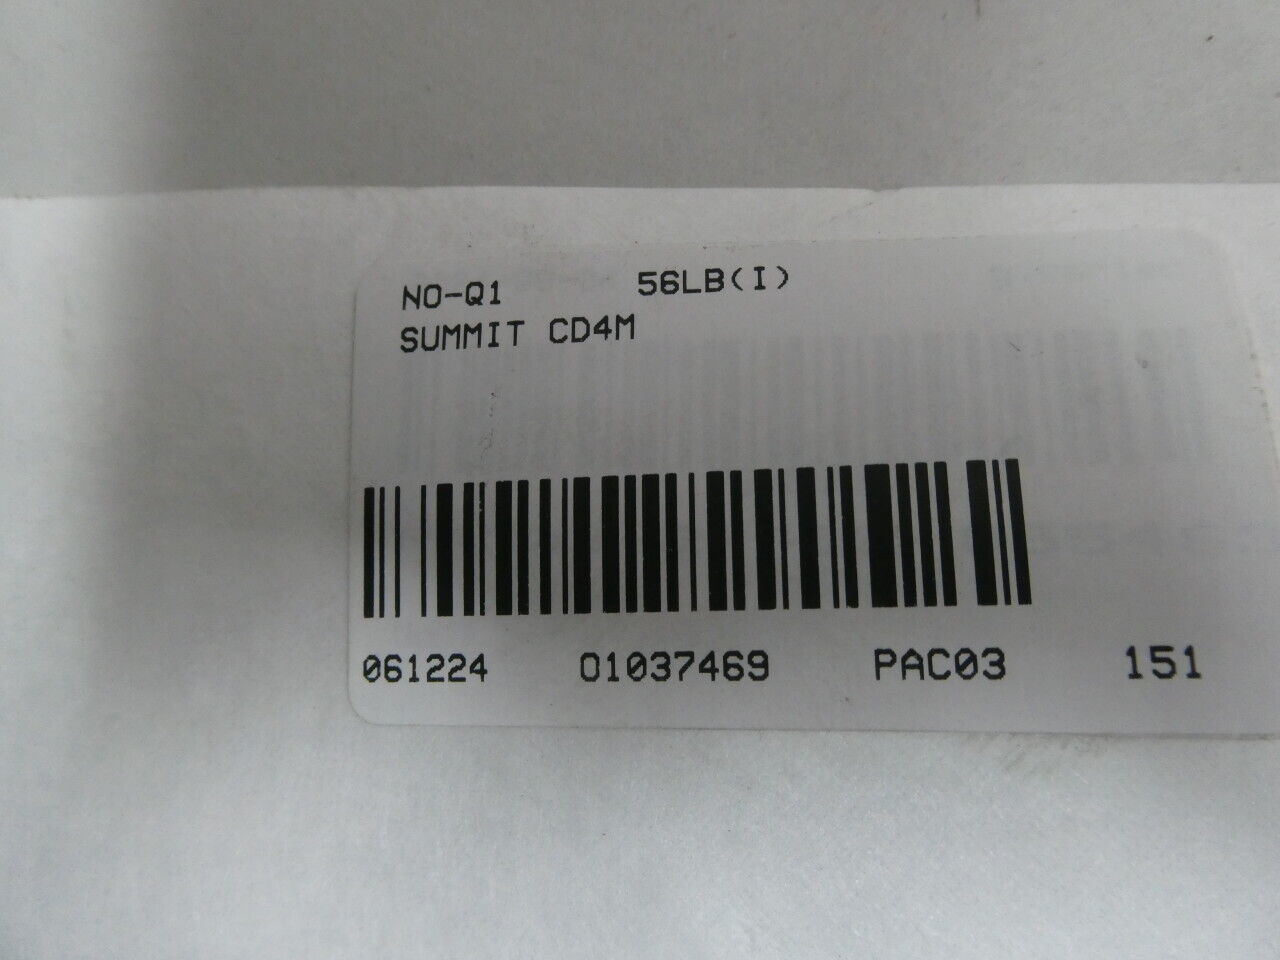 NO-Q1 56LB(I)
SUMMIT CD4M
061224 01037469 PAC03 151